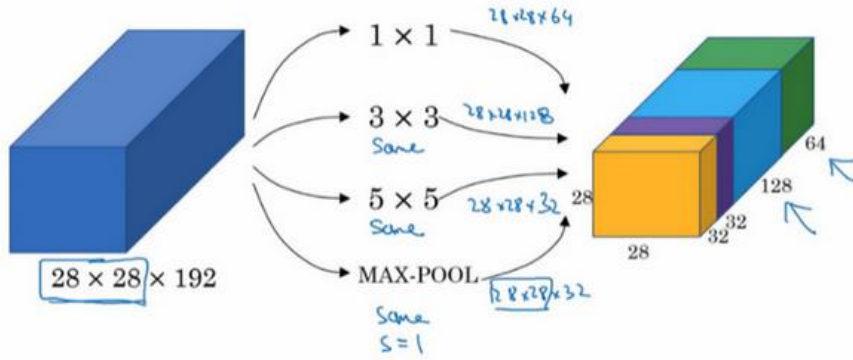 28×28×64
1 × 1
3 × 3
Same
28×28×128
5 × 5
Same
28×28×32
MAX-POOL
28×28×32
Same
S=1
28 × 28 × 192
28
28
32
32
128
64